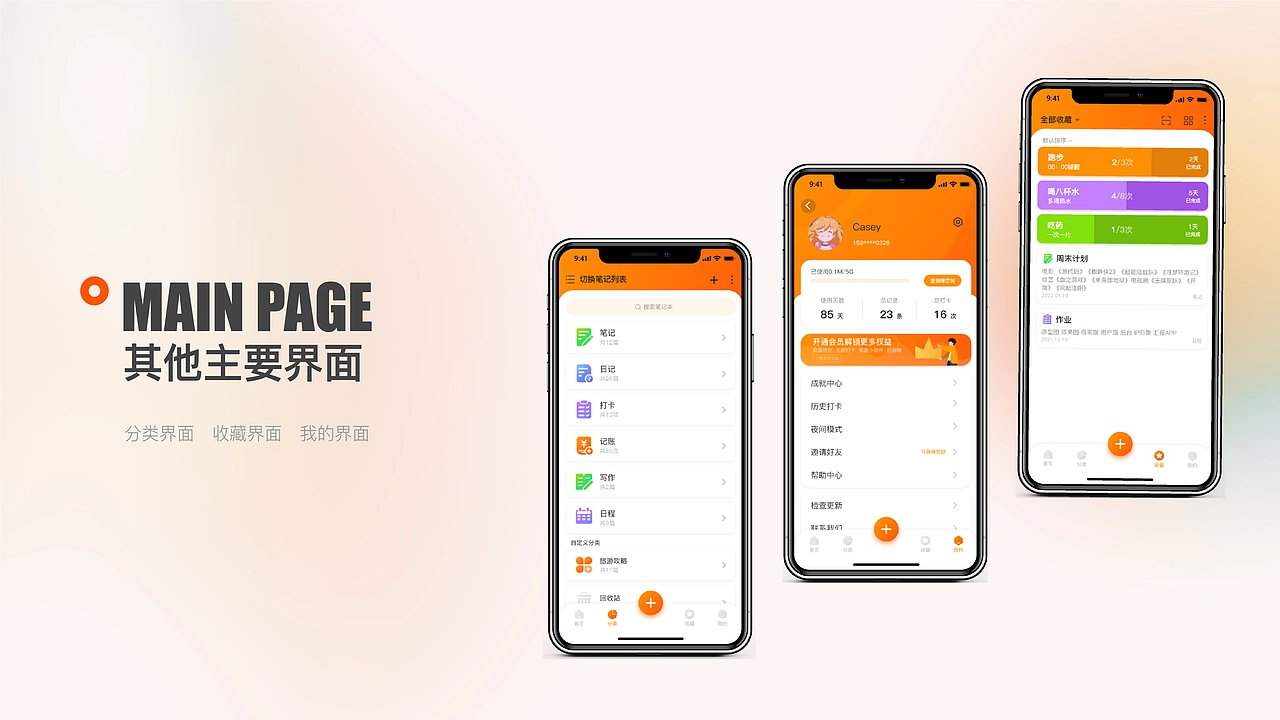 MAIN PAGE
其他主要界面
分类界面 收藏界面 我的界面
9:41
切换笔记列表
搜索笔记本
笔记
共12篇
日记
共26篇
打卡
共13项
记账
共85次
写作
共2篇
日程
共0篇
自定义分类
旅游攻略
共11篇
回收站
首页 分类 收藏 我的
9:41
Casey
159****0326
已使用0.1M/5G
使用天数 总记录 总打卡
85 天 23 条 16 次
开通会员解锁更多权益
成就中心
历史打卡
夜间模式
邀请好友
帮助中心
检查更新
联系我们
首页 分类 收藏 我的
9:41
全部收藏
默认排序
跑步
2/3次
2天
已完成
喝八杯水
多喝热水
4/8次
6天
已完成
吃药
一次一片
1/3次
1天
已完成
周末计划
2022.01.19
笔记
作业
2021.12.15
首页 分类 收藏 我的